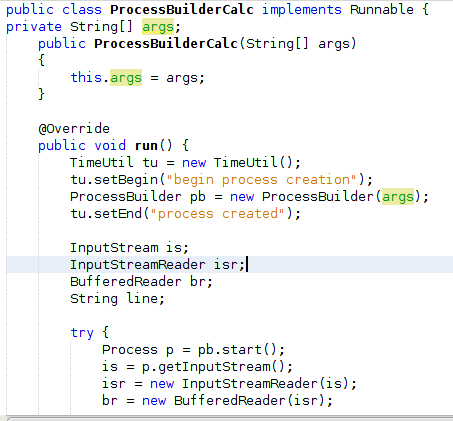 public class ProcessBuilderCalc implements Runnable {
private String[] args;
    public ProcessBuilderCalc(String[] args)
    {
        this.args = args;
    }

    @Override
    public void run() {
        TimeUtil tu = new TimeUtil();
        tu.setBegin("begin process creation");
        ProcessBuilder pb = new ProcessBuilder(args);
        tu.setEnd("process created");

        InputStream is;
        InputStreamReader isr;
        BufferedReader br;
        String line;

        try {
            Process p = pb.start();
            is = p.getInputStream();
            isr = new InputStreamReader(is);
            br = new BufferedReader(isr);